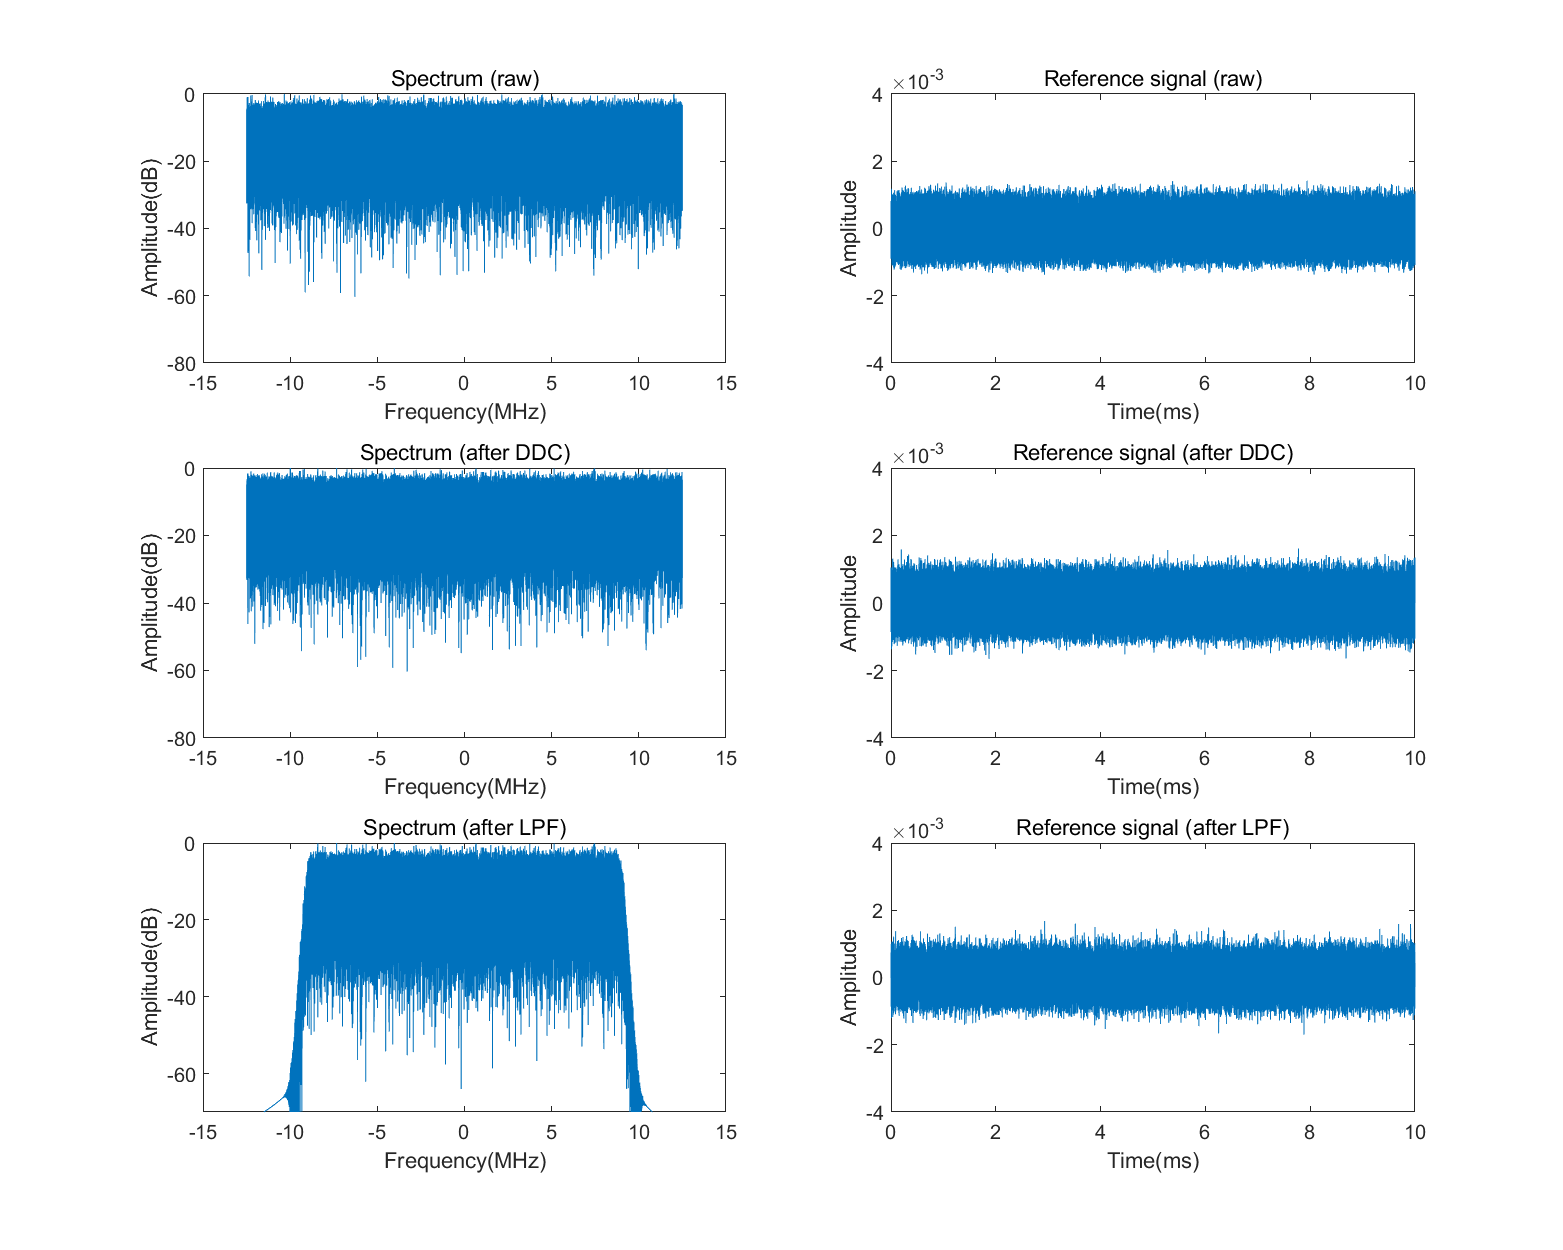 Spectrum (raw)
0
-20
-40
-60
-80
Amplitude(dB)
-15 -10 -5 0 5 10 15
Frequency(MHz)
Reference signal (raw)
×10-3
4
2
0
-2
-4
Amplitude
0 2 4 6 8 10
Time(ms)
Spectrum (after DDC)
0
-20
-40
-60
-80
Amplitude(dB)
-15 -10 -5 0 5 10 15
Frequency(MHz)
Reference signal (after DDC)
×10-3
4
2
0
-2
-4
Amplitude
0 2 4 6 8 10
Time(ms)
Spectrum (after LPF)
0
-20
-40
-60
Amplitude(dB)
-15 -10 -5 0 5 10 15
Frequency(MHz)
Reference signal (after LPF)
×10-3
4
2
0
-2
-4
Amplitude
0 2 4 6 8 10
Time(ms)